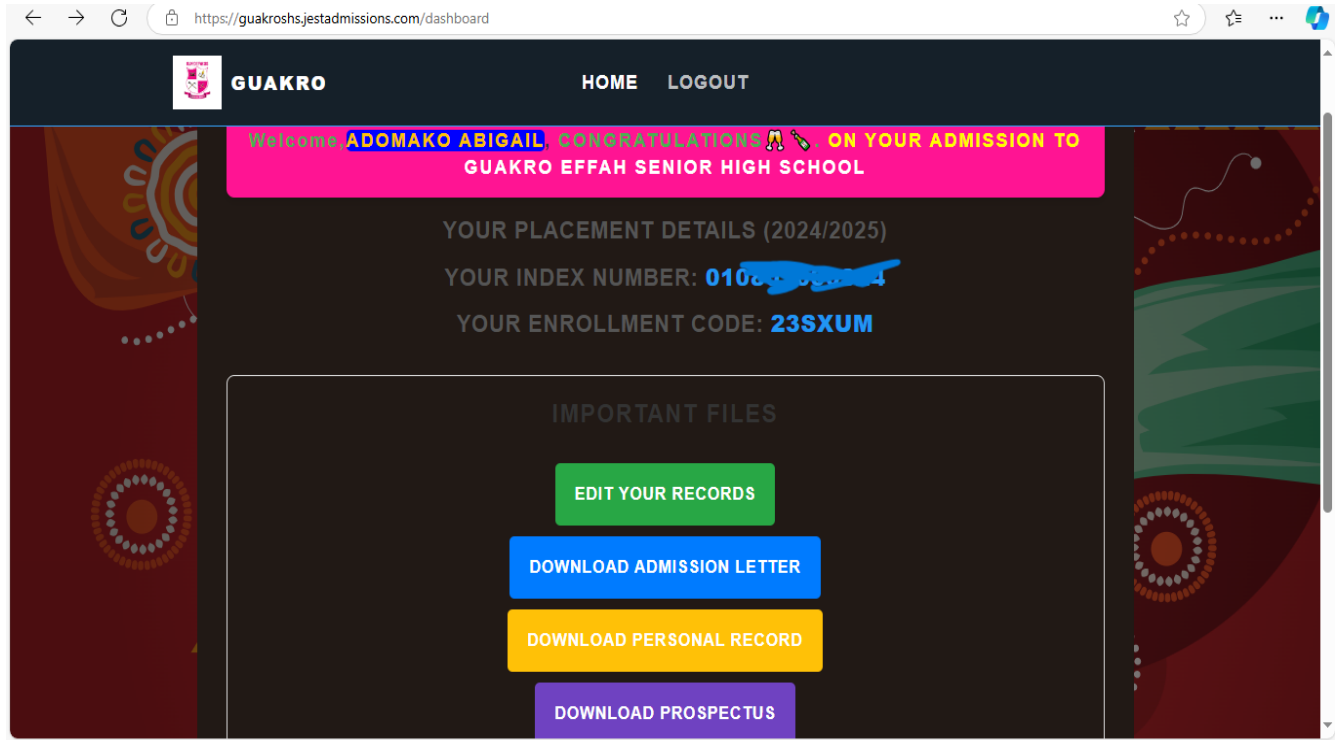 https://guakroshs.jestadmissions.com/dashboard
GUAKRO HOME LOGOUT
Welcome,ADOMAKO ABIGAIL, CONGRATULATIONS🥂🍾. ON YOUR ADMISSION TO
GUAKRO EFFAH SENIOR HIGH SCHOOL
YOUR PLACEMENT DETAILS (2024/2025)
YOUR INDEX NUMBER:
YOUR ENROLLMENT CODE: 23SXUM
IMPORTANT FILES
EDIT YOUR RECORDS
DOWNLOAD ADMISSION LETTER
DOWNLOAD PERSONAL RECORD
DOWNLOAD PROSPECTUS